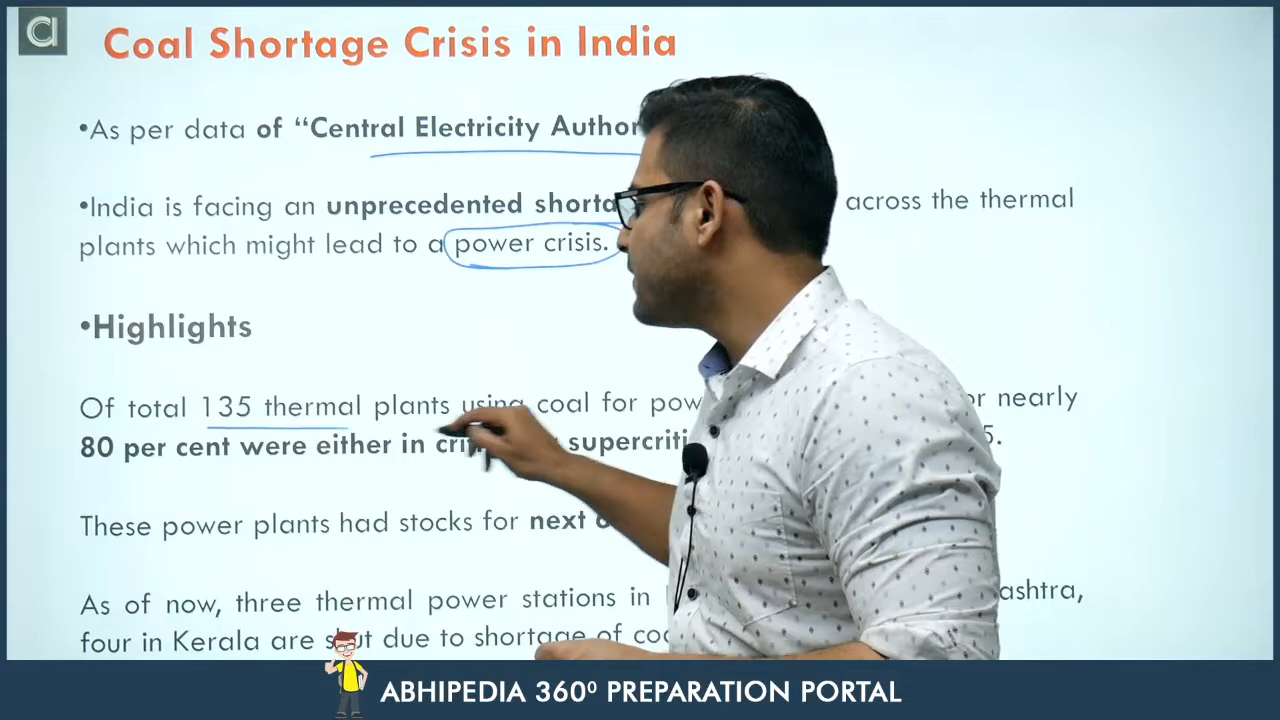 a
Coal Shortage Crisis in India
•As per data of “Central Electricity Author
•India is facing an unprecedented shorta across the thermal
plants which might lead to a power crisis.
•Highlights
Of total 135 thermal plants using coal for pow or nearly
80 per cent were either in supercriti 5.
These power plants had stocks for next
As of now, three thermal power stations in ashtra,
four in Kerala are shut due to shortage of
ABHIPEDIA 360⁰ PREPARATION PORTAL